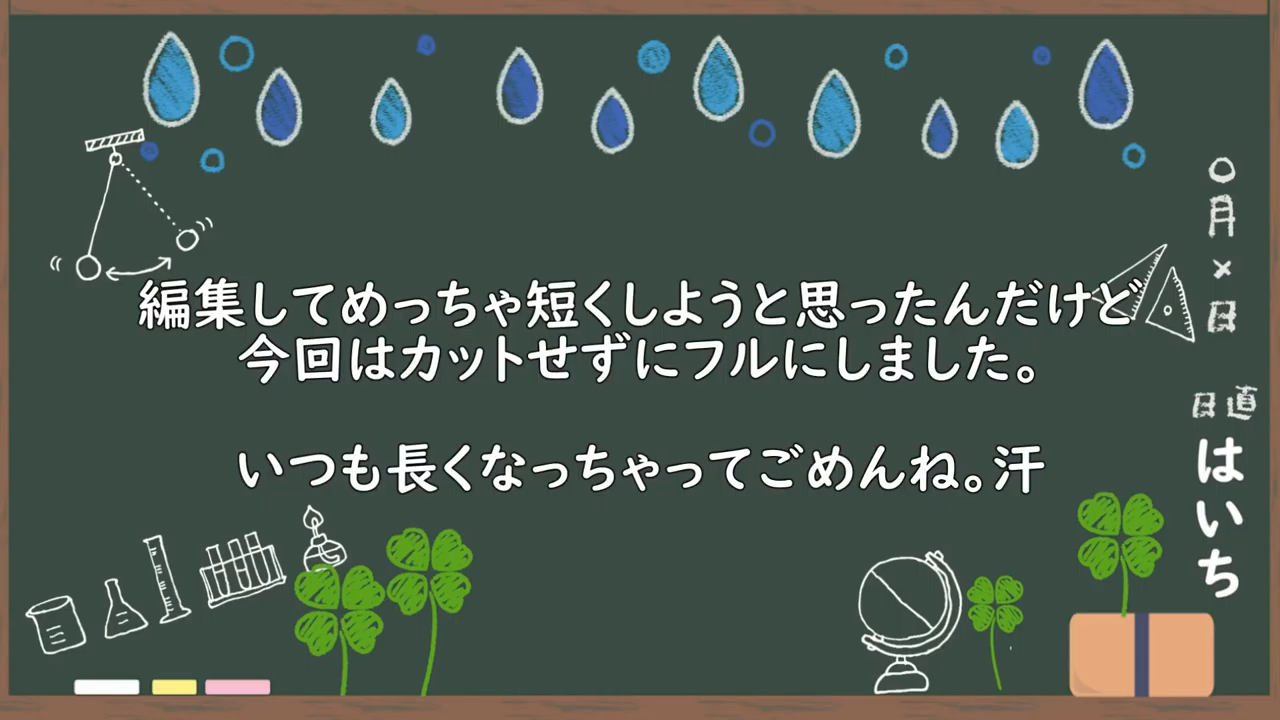 編集してめっちゃ短くしようと思ったんだけど
今回はカットせずにフルにしました。
いつも長くなっちゃってごめんね。汗
〇月×日
日直
はいち